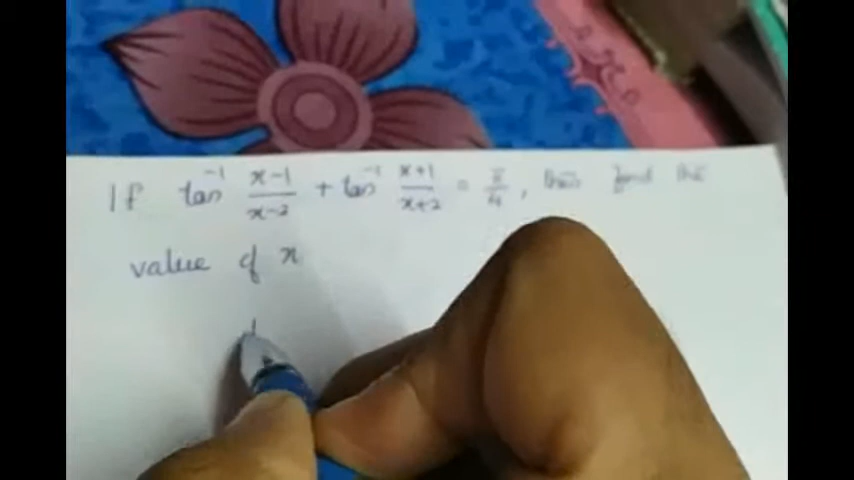 If tan⁻¹ x-1/x-2 + tan⁻¹ x+1/x+2 = π/4, then find the
value of x